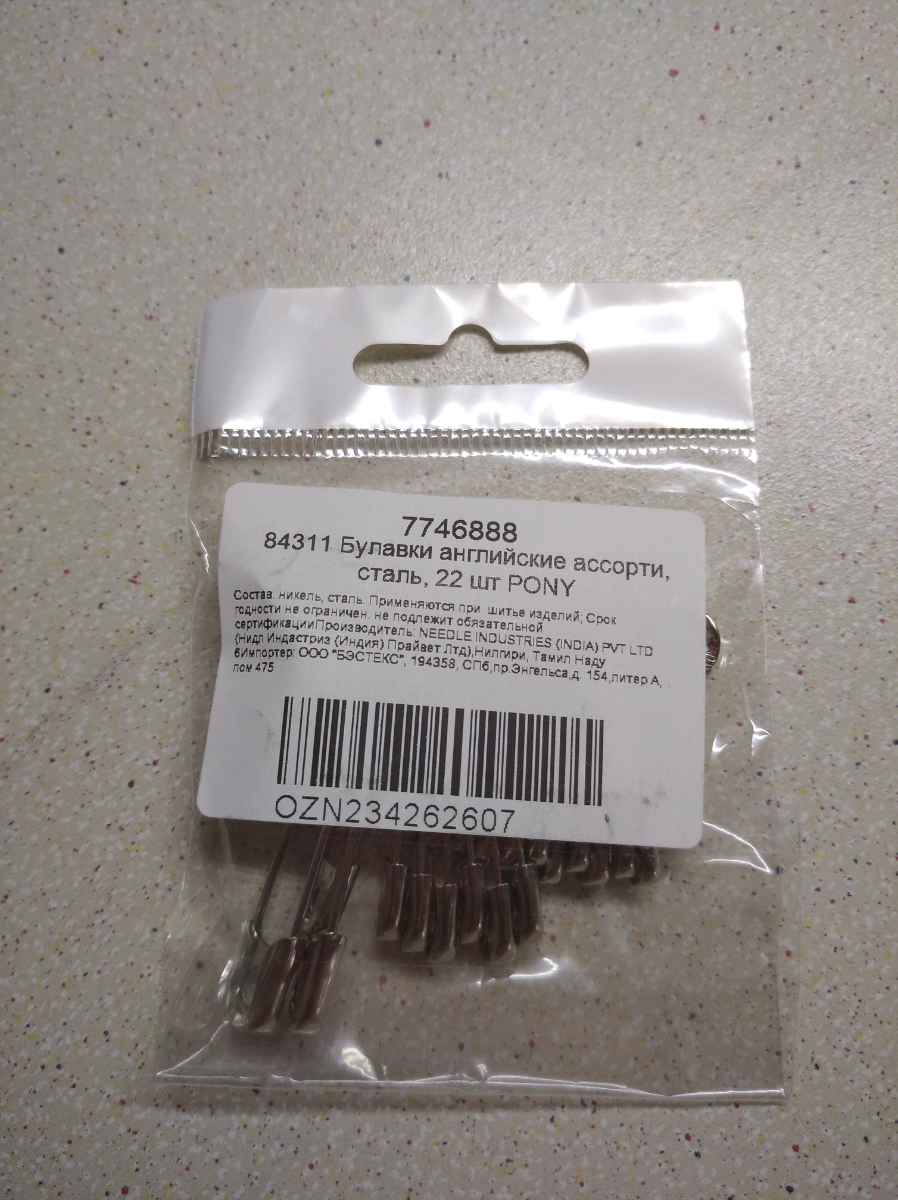 7746888
84311 Булавки английские ассорти,
сталь, 22 шт PONY
Состав: никель, сталь. Применяются при шитье изделий; Срок
годности не ограничен. не подлежит обязательной
сертификацииПроизводитель: NEEDLE INDUSTRIES (INDIA) PVT LTD
(Нидл Индастриз (Индия) Прайвет Лтд),Нилгири, Тамил Наду
6Импортер: ООО "БЭСТЕКС", 194358, СПб,пр.Энгельса,д. 154,литер А,
пом 475
OZN234262607